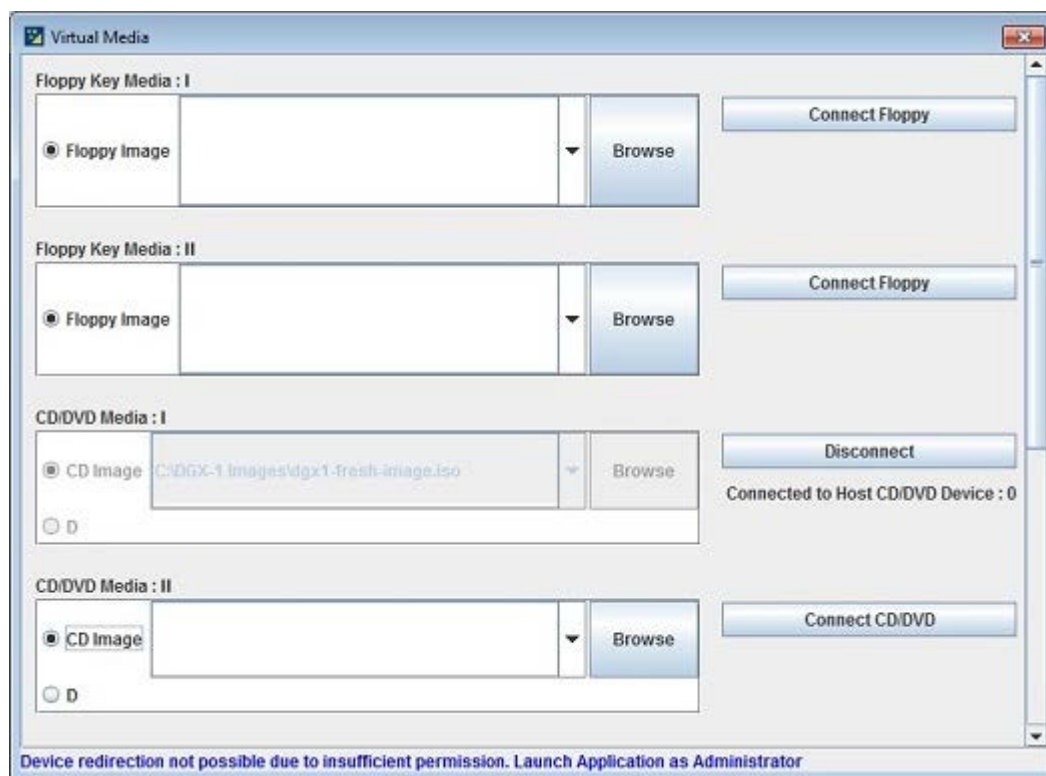 Virtual Media
Floppy Key Media : I
Floppy Image
Browse
Connect Floppy
Floppy Key Media : II
Floppy Image
Browse
Connect Floppy
CD/DVD Media : I
CD Image C:\DGX-1 Images\dgx1-fresh-image.iso
Browse
Disconnect
Connected to Host CD/DVD Device : 0
D
CD/DVD Media : II
CD Image
Browse
Connect CD/DVD
D
Device redirection not possible due to insufficient permission. Launch Application as Administrator